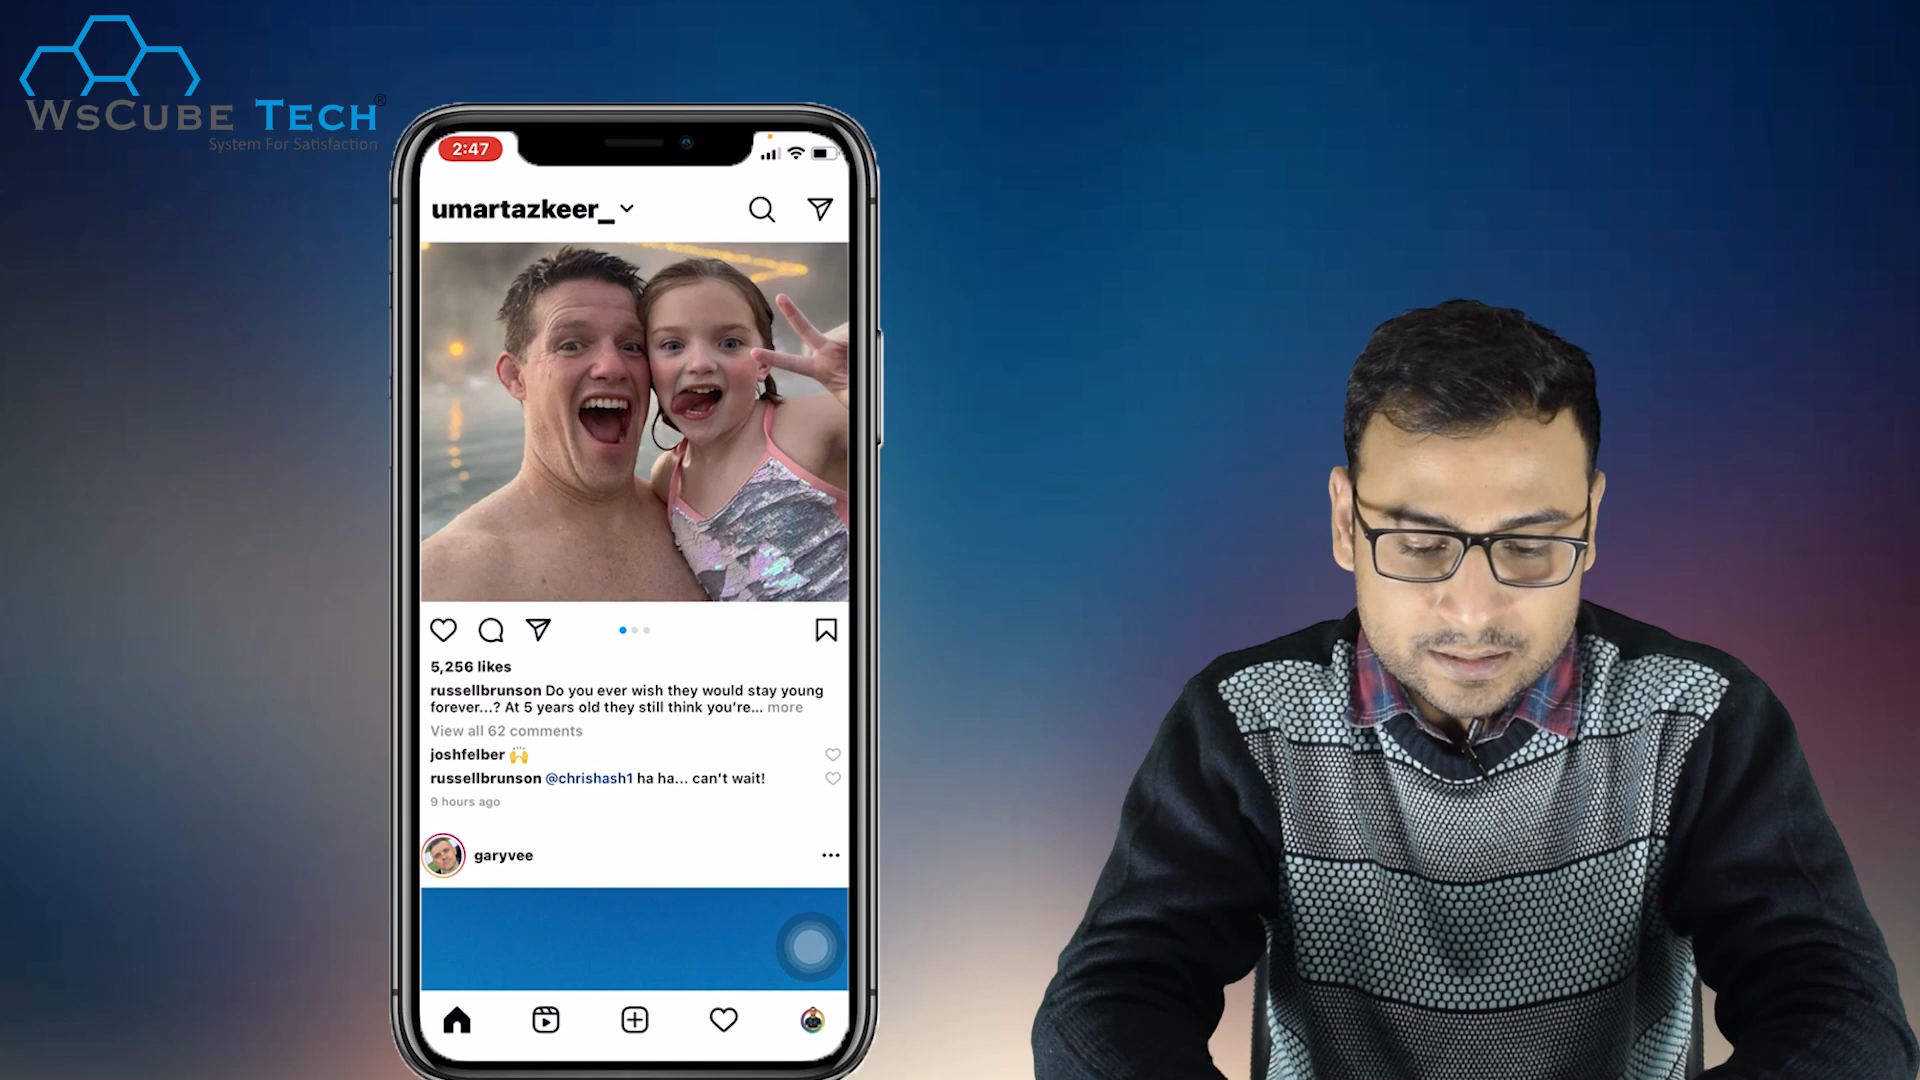 WSCUBE TECH®
System For Satisfaction
2:47
umartazkeer_
5,256 likes
russellbrunson Do you ever wish they would stay young
forever...? At 5 years old they still think you're... more
View all 62 comments
joshfelber 🙌
russellbrunson @chrishash1 ha ha... can't wait!
9 hours ago
garyvee